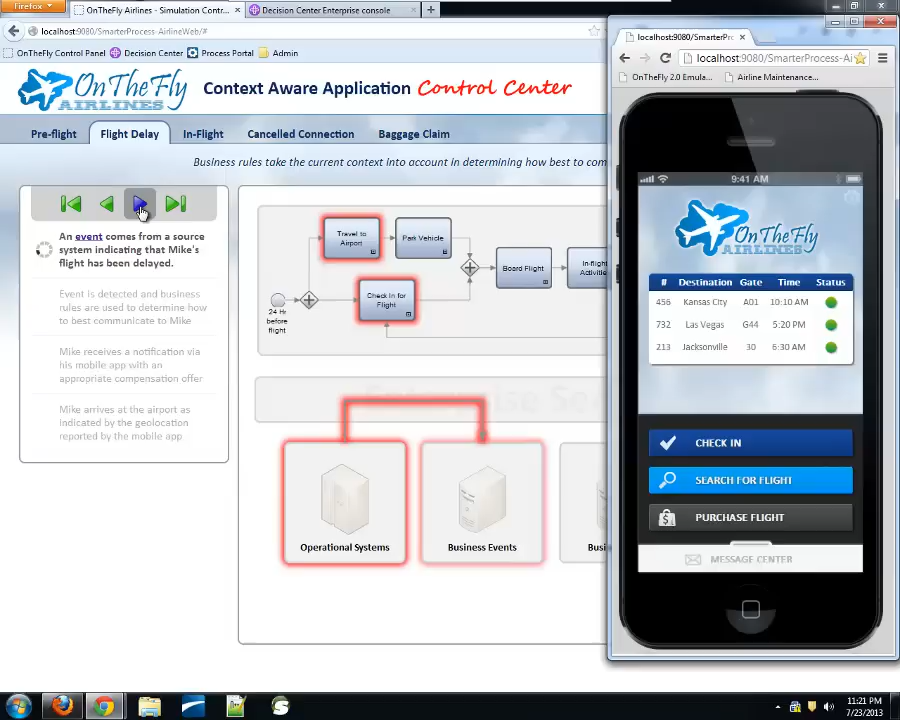 Firefox
OnTheFly Airlines - Simulation Contr...
Decision Center Enterprise console
localhost:9080/SmarterProcess-AirlineWeb/#
OnTheFly Control Panel
Decision Center
Process Portal
Admin
OnTheFly
AIRLINES
Context Aware Application Control Center
Pre-flight
Flight Delay
In-Flight
Cancelled Connection
Baggage Claim
Business rules take the current context into account in determining how best to com
An event comes from a source
system indicating that Mike's
flight has been delayed.
Event is detected and business
rules are used to determine how
to best communicate to Mike
Mike receives a notification via
his mobile app with an
appropriate compensation offer
Mike arrives at the airport as
indicated by the geolocation
reported by the mobile app
24 Hr
before
flight
Travel to
Airport
Park Vehicle
Check In for
Flight
Board Flight
In-flight
Activitie
Enterprise Se
Operational Systems
Business Events
Busi
localhost:9080/SmarterPro
localhost:9080/SmarterProcess-Ai
OnTheFly 2.0 Emula...
Airline Maintenance...
9:41 AM
OnTheFly
AIRLINES
# Destination Gate Time Status
456 Kansas City A01 10:10 AM
732 Las Vegas G44 5:20 PM
213 Jacksonville 30 6:30 AM
CHECK IN
SEARCH FOR FLIGHT
PURCHASE FLIGHT
MESSAGE CENTER
11:21 PM
7/23/2013